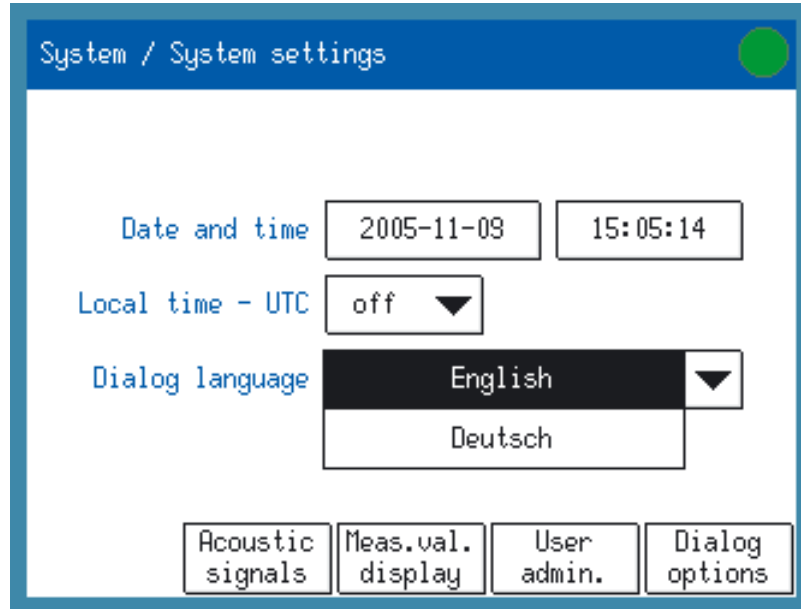 System / System settings
Date and time 2005-11-09 15:05:14
Local time - UTC off
Dialog language English
Deutsch
Acoustic signals
Meas.val. display
User admin.
Dialog options